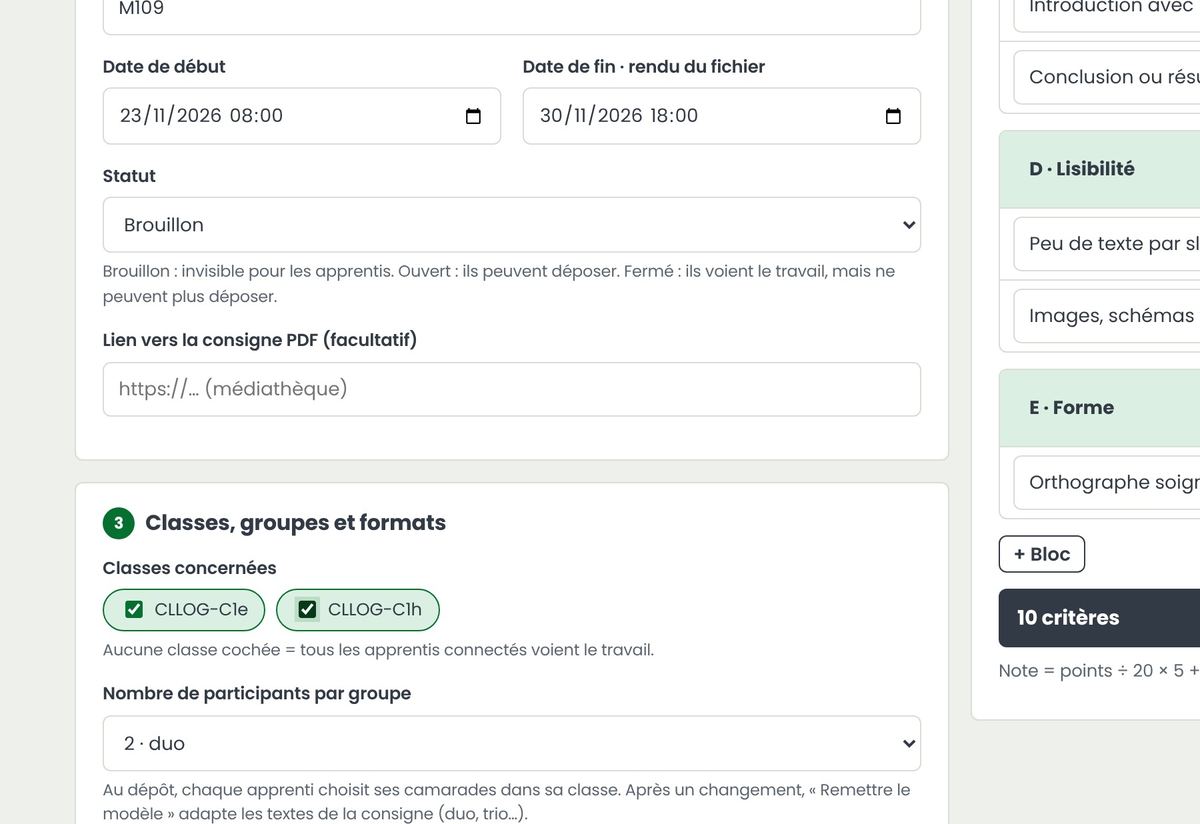 M109
Date de début
Date de fin · rendu du fichier
23/11/2026 08:00
30/11/2026 18:00
Statut
Brouillon
Brouillon : invisible pour les apprentis. Ouvert : ils peuvent déposer. Fermé : ils voient le travail, mais ne
peuvent plus déposer.
Lien vers la consigne PDF (facultatif)
https://... (médiathèque)
3 Classes, groupes et formats
Classes concernées
CLLOG-C1e
CLLOG-C1h
Aucune classe cochée = tous les apprentis connectés voient le travail.
Nombre de participants par groupe
2 · duo
Au dépôt, chaque apprenti choisit ses camarades dans sa classe. Après un changement, « Remettre le
modèle » adapte les textes de la consigne (duo, trio...).
Introduction avec
Conclusion ou
D · Lisibilité
Peu de texte par
Images, schémas
E · Forme
Orthographe
+ Bloc
10 critères
Note = points ÷ 20 × 5 +